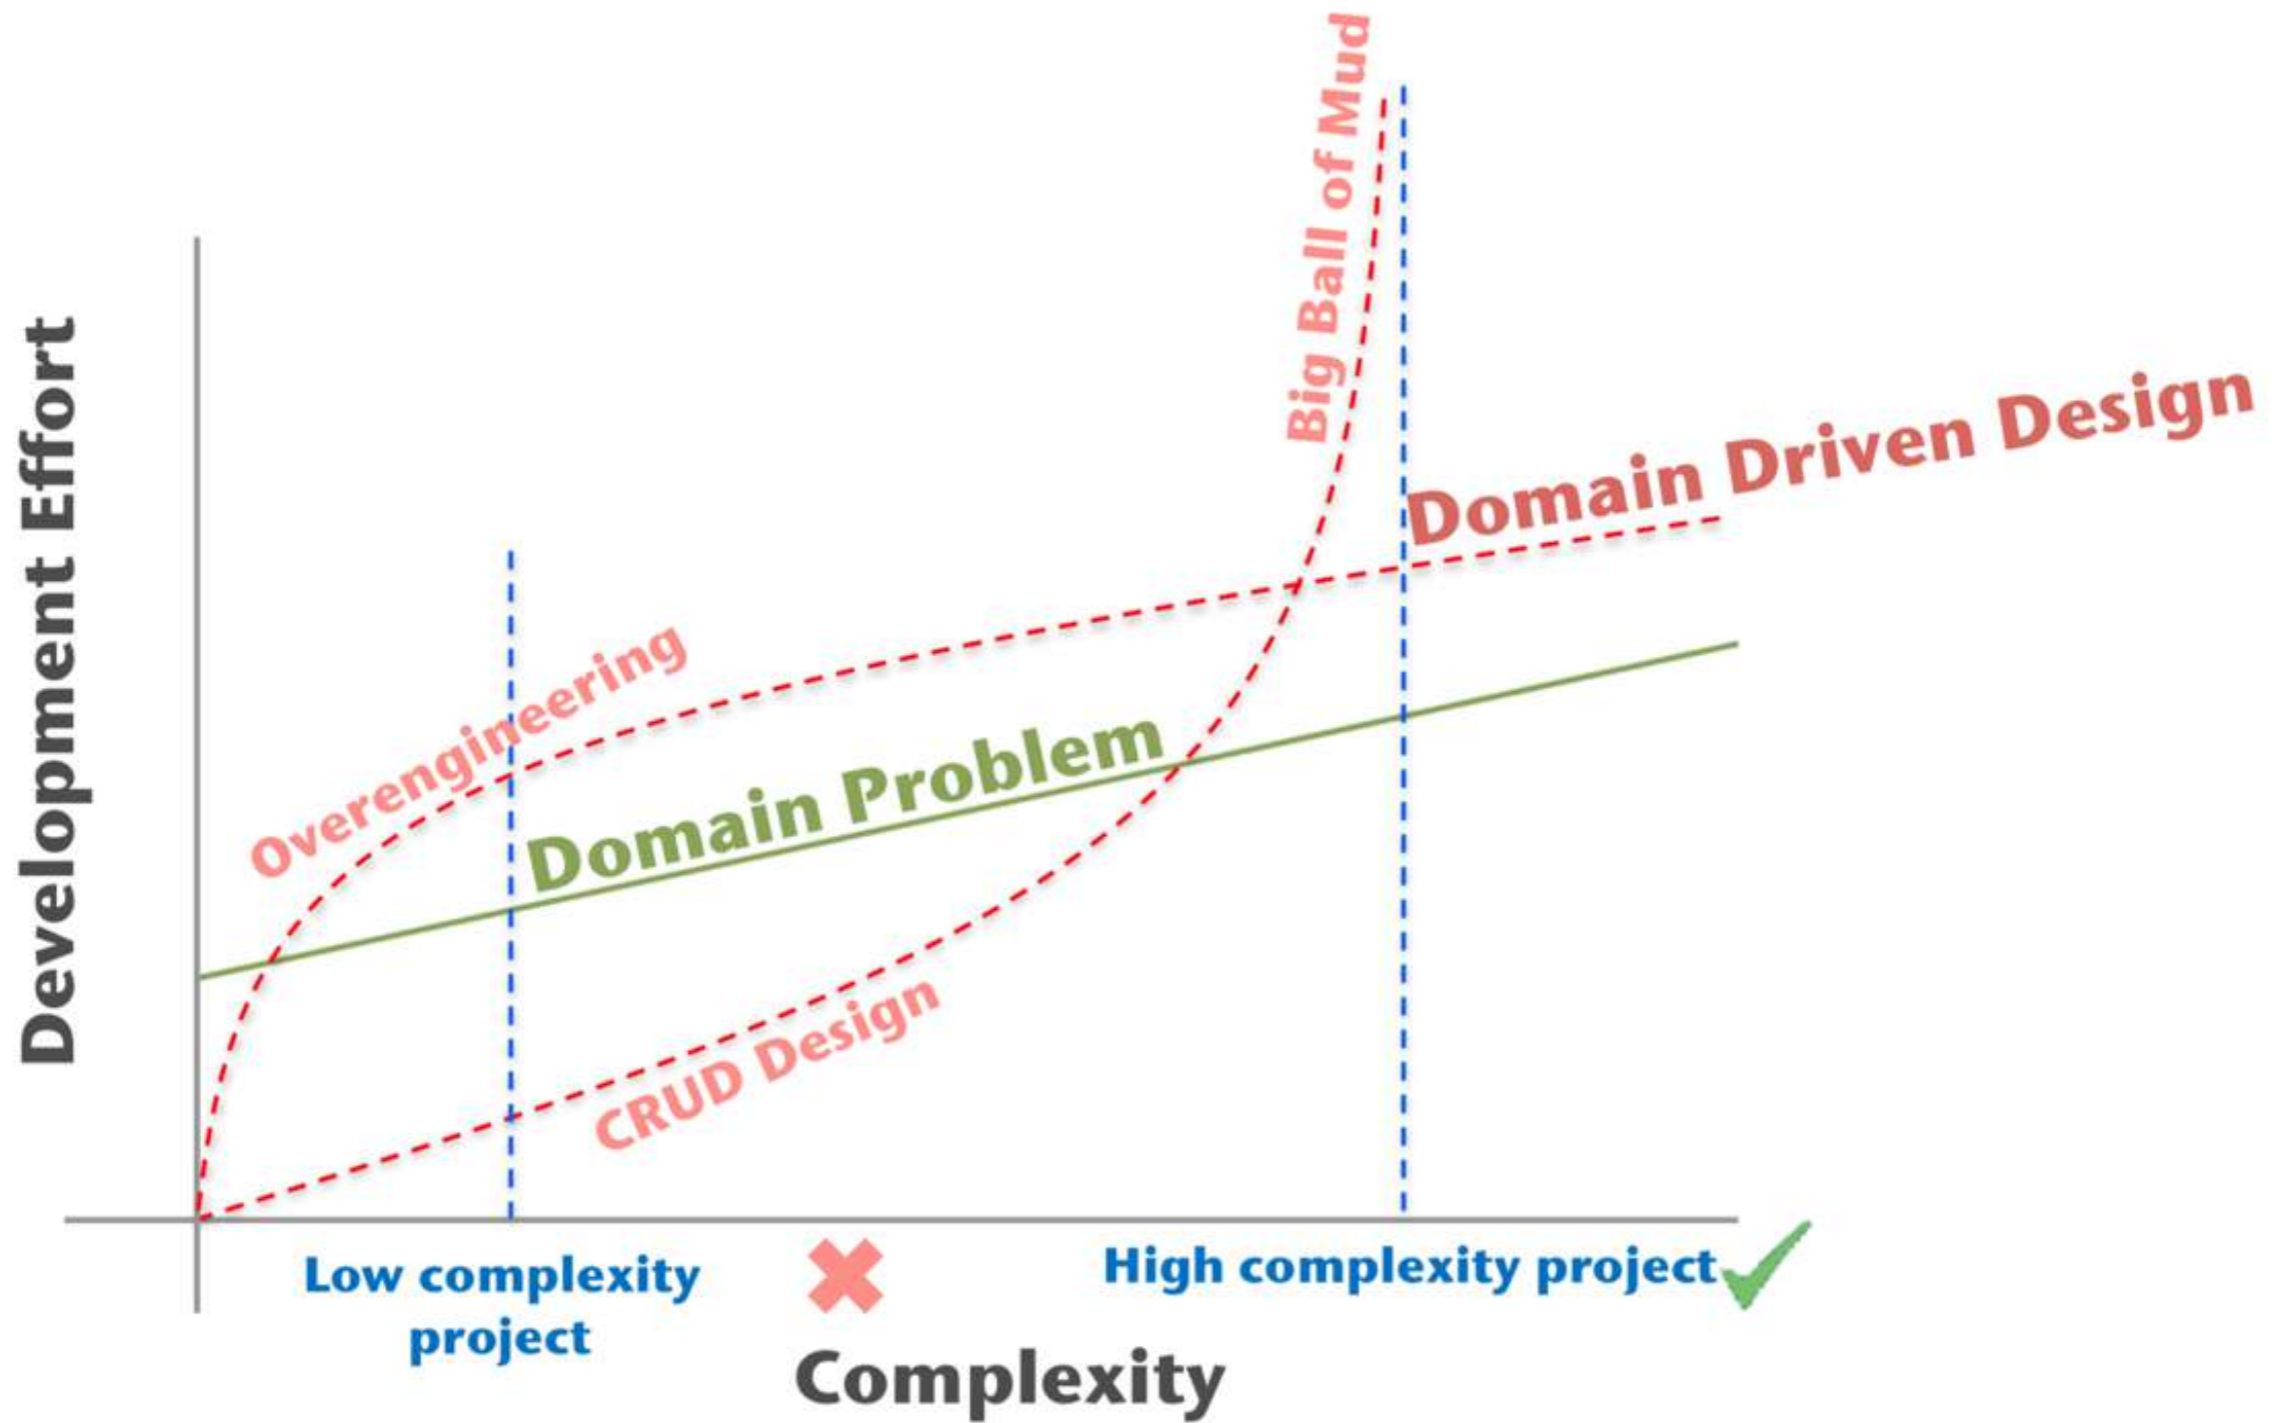 Development Effort
Big Ball of Mud
Domain Driven Design
Overengineering
Domain Problem
CRUD Design
Low complexity
project
High complexity project
Complexity